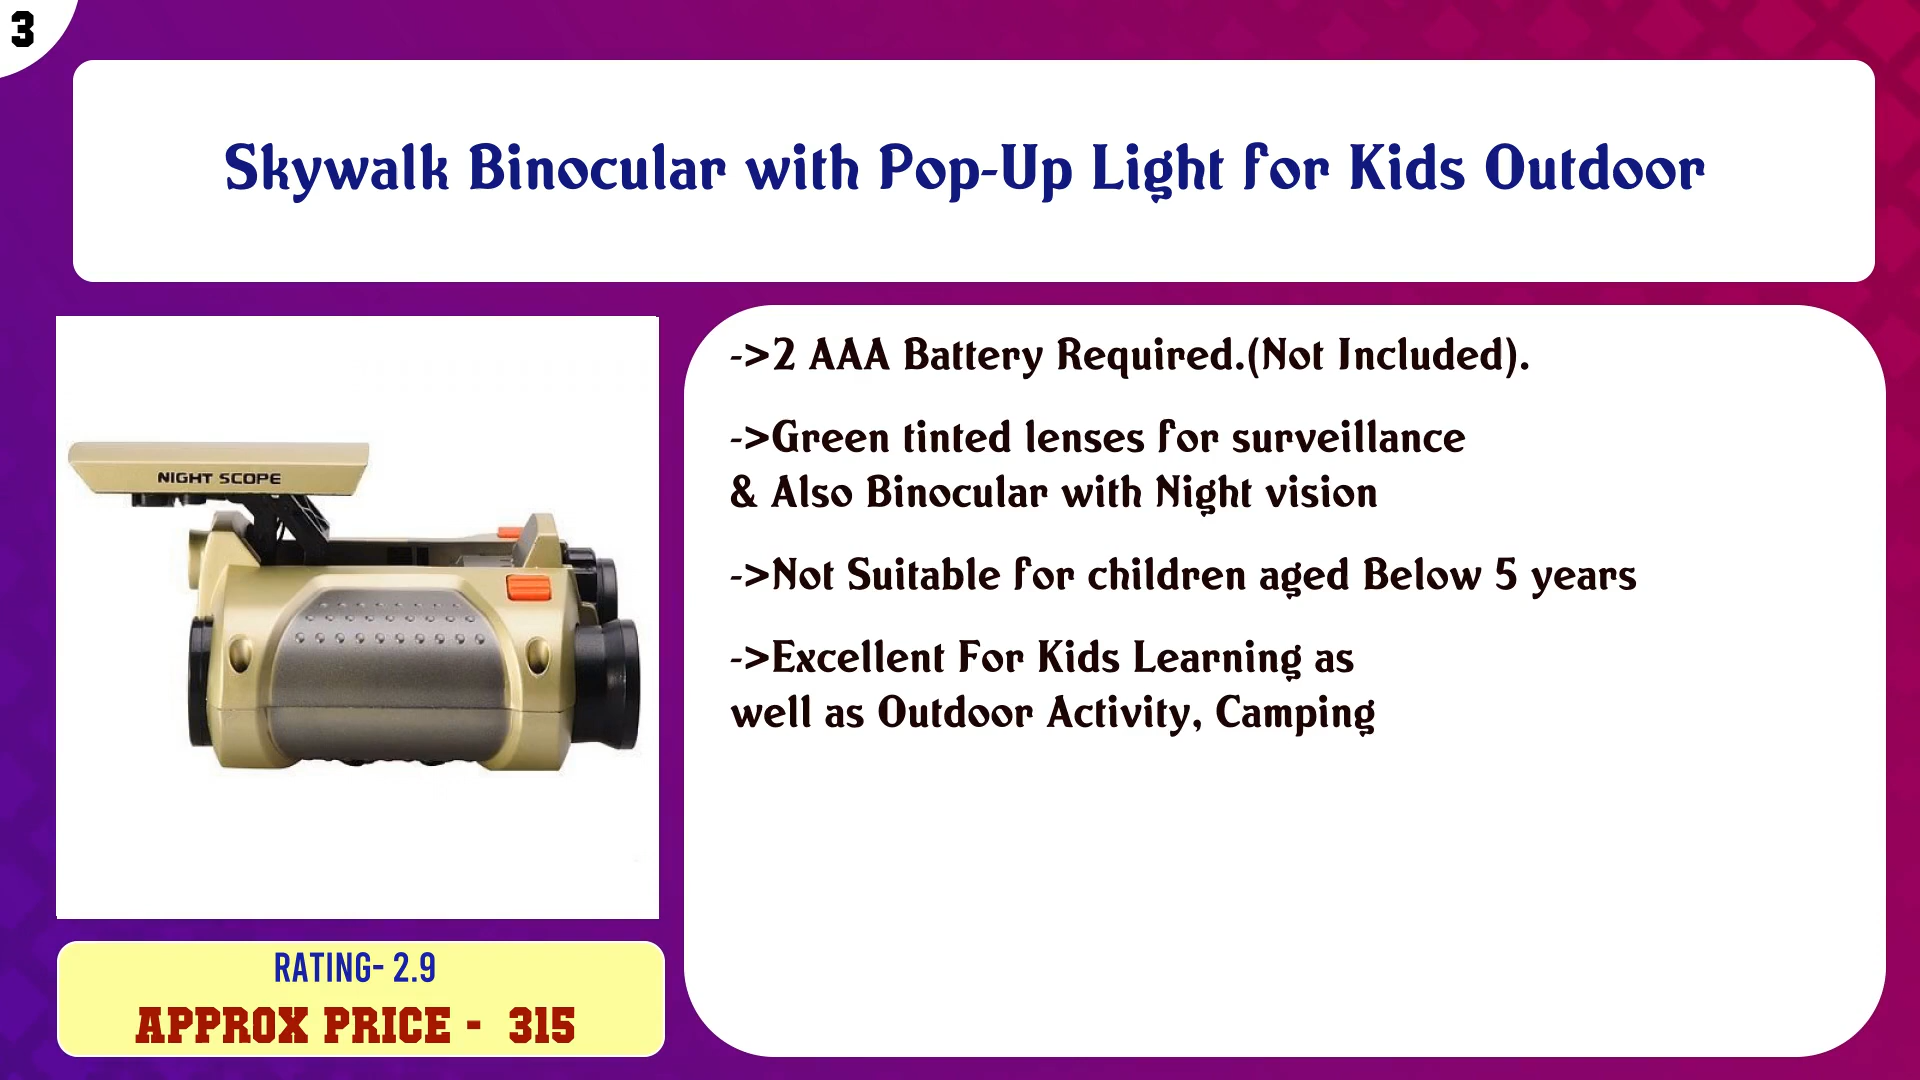 3
Skywalk Binocular with Pop-Up Light for Kids Outdoor
NIGHT SCOPE
->2 AAA Battery Required.(Not Included).
->Green tinted lenses for surveillance
& Also Binocular with Night vision
->Not Suitable for children aged Below 5 years
->Excellent For Kids Learning as
well as Outdoor Activity, Camping
RATING- 2.9
APPROX PRICE - 315